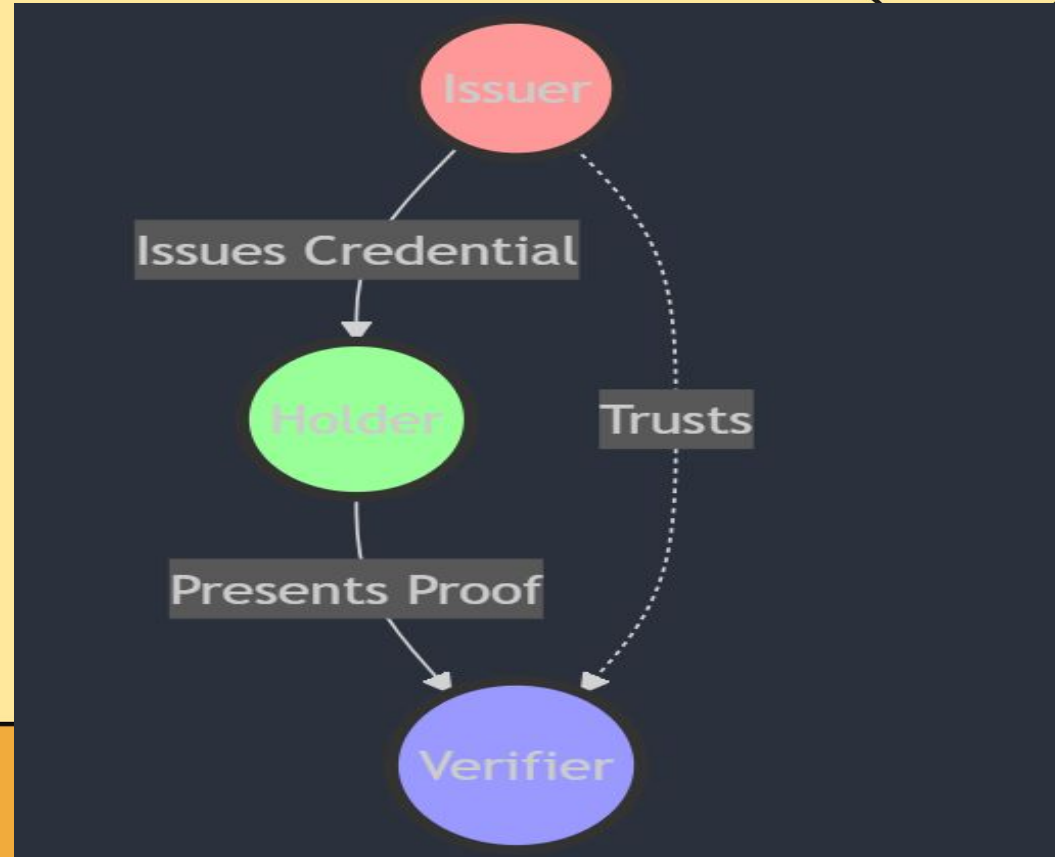 Issuer
Issues Credential
Holder
Trusts
Presents Proof
Verifier